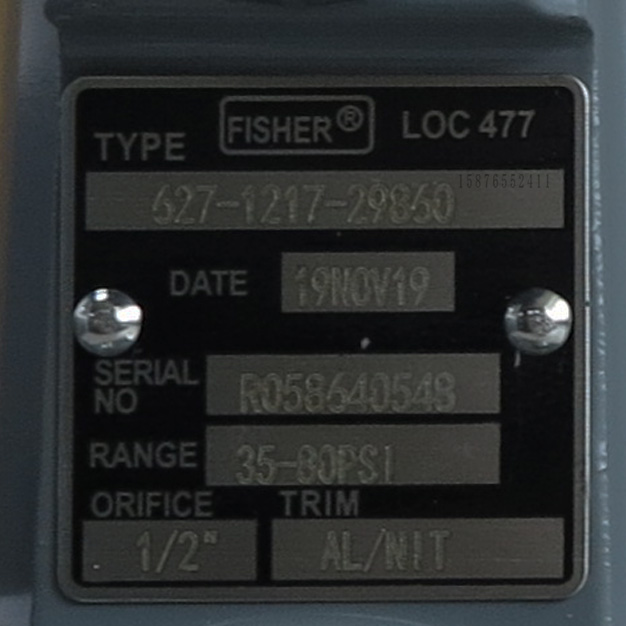 FISHER® LOC 477
TYPE
15876552411
627-1217-29860
DATE 19NOV19
SERIAL NO R058640548
RANGE 35-80PSI
ORIFICE TRIM
1/2" AL/NIT